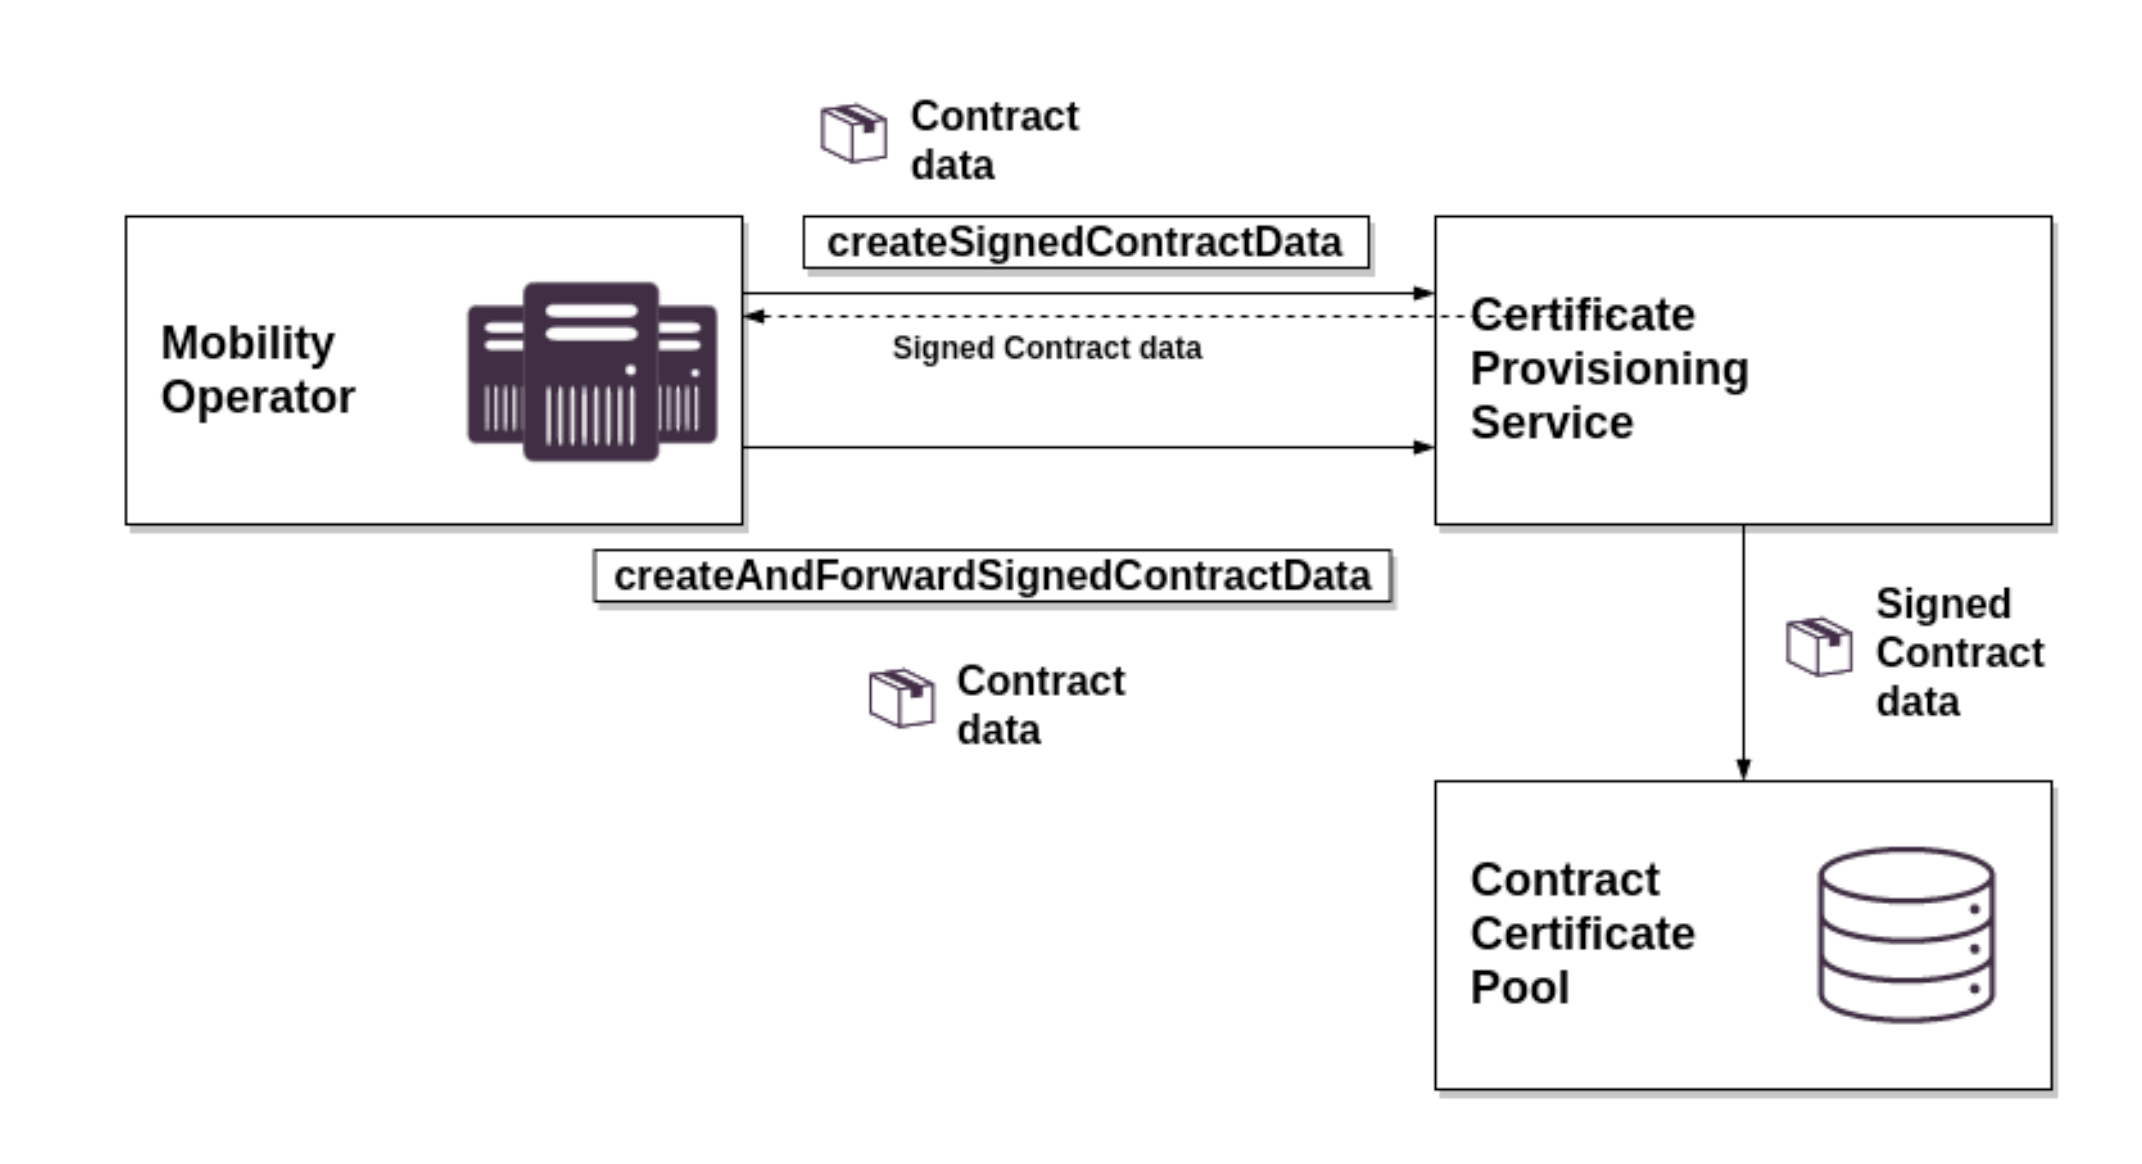 Contract
data
createSignedContractData
Mobility
Operator
Signed Contract data
Certificate
Provisioning
Service
createAndForwardSignedContractData
Contract
data
Signed
Contract
data
Contract
Certificate
Pool